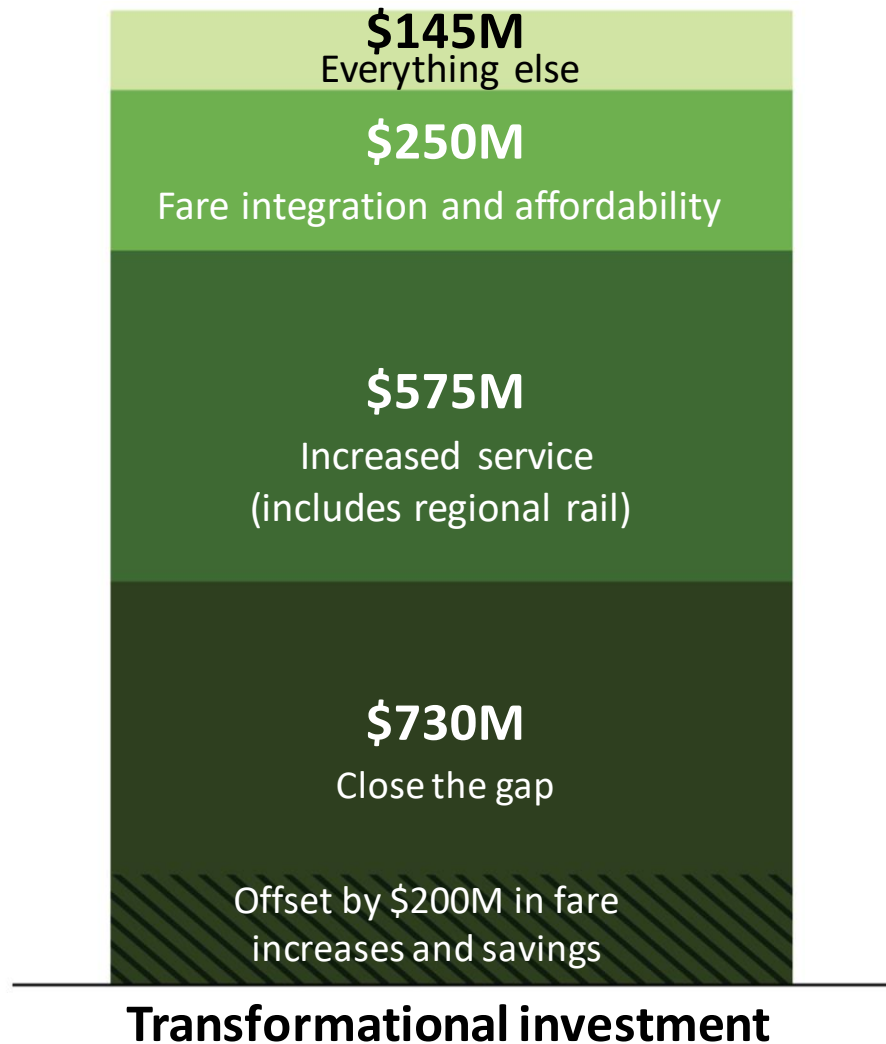 $145M
Everything else
$250M
Fare integration and affordability
$575M
Increased service
(includes regional rail)
$730M
Close the gap
Offset by $200M in fare
increases and savings
Transformational investment